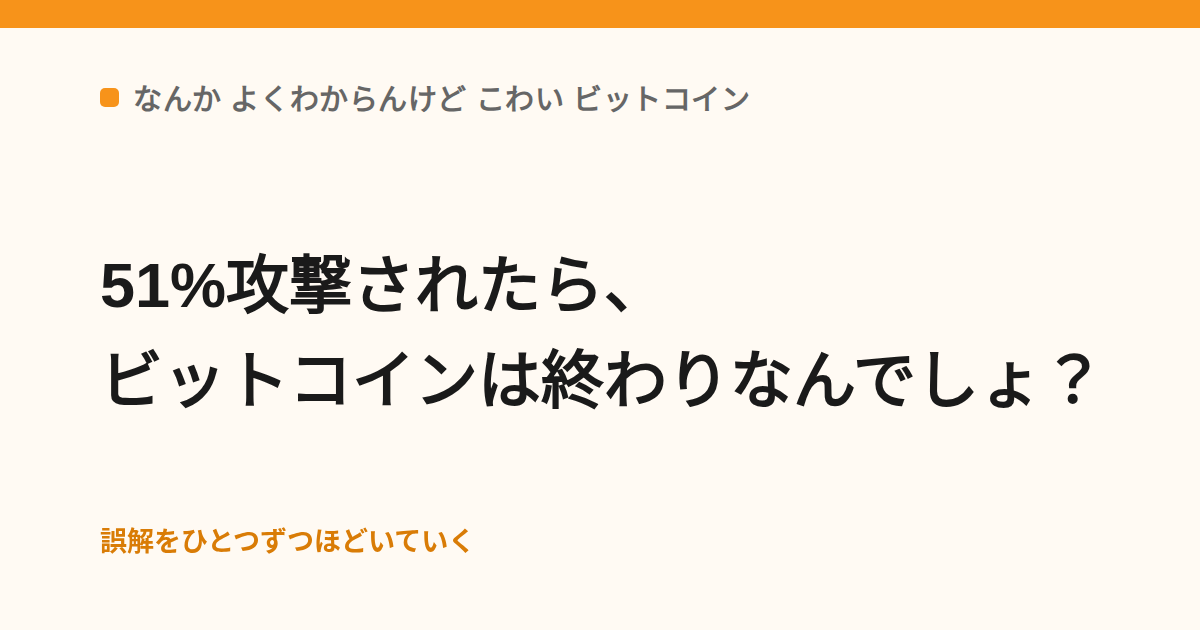 なんか よくわからんけど こわい ビットコイン
51%攻撃されたら、
ビットコインは終わりなんでしょ？
誤解をひとつずつほどいていく